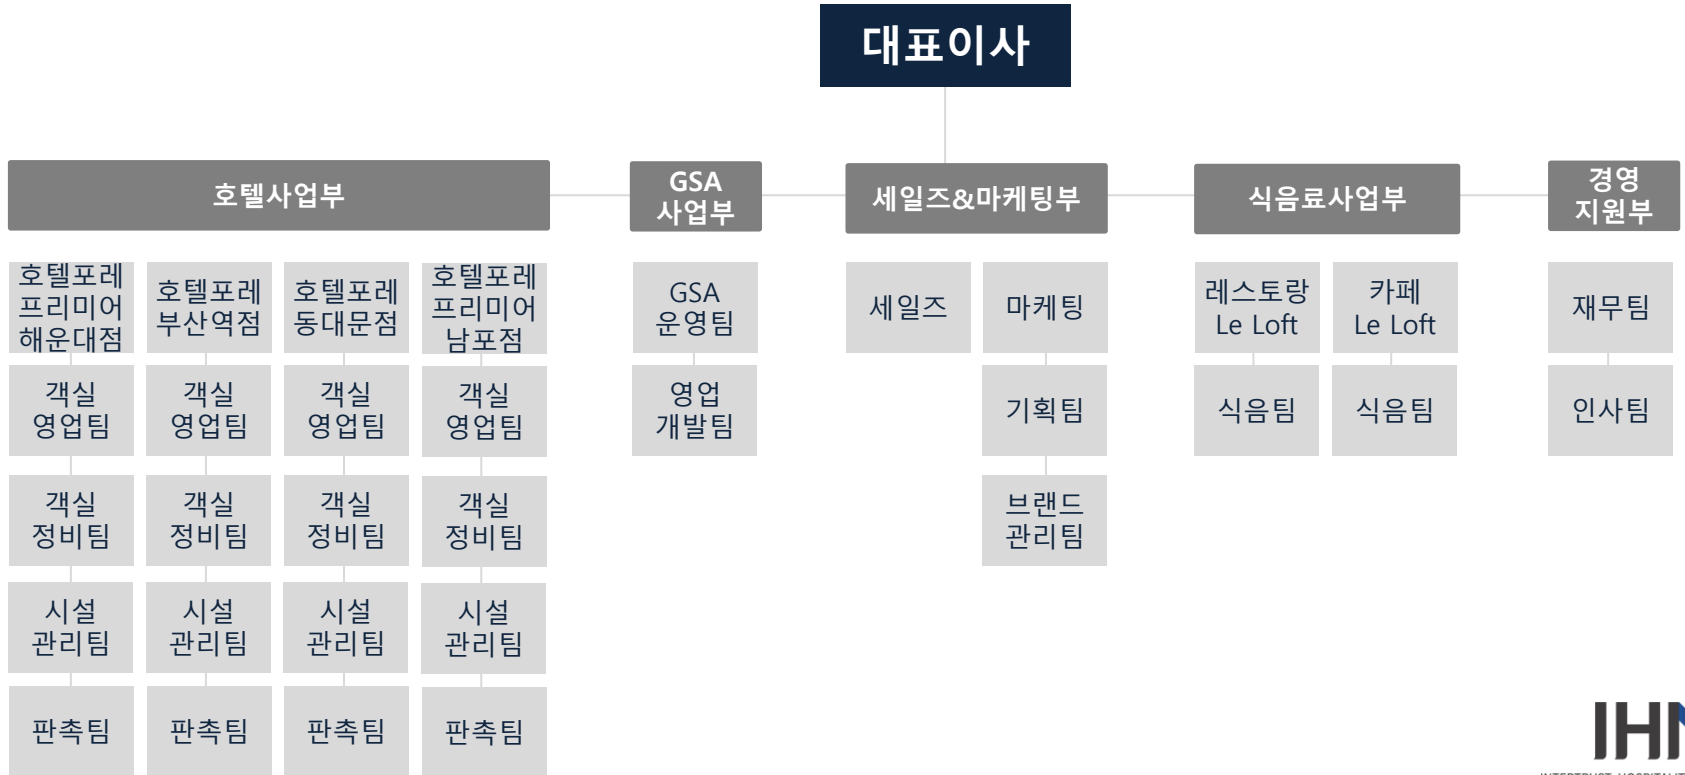 대표이사
호텔사업부
GSA
사업부
세일즈&마케팅부
식음료사업부
경영
지원부
호텔포레
프리미어
해운대점
호텔포레
부산역점
호텔포레
동대문점
호텔포레
프리미어
남포점
GSA
운영팀
세일즈
마케팅
레스토랑
Le Loft
카페
Le Loft
재무팀
객실
영업팀
객실
영업팀
객실
영업팀
객실
영업팀
영업
개발팀
기획팀
식음팀
식음팀
인사팀
객실
정비팀
객실
정비팀
객실
정비팀
객실
정비팀
브랜드
관리팀
시설
관리팀
시설
관리팀
시설
관리팀
시설
관리팀
판촉팀
판촉팀
판촉팀
판촉팀